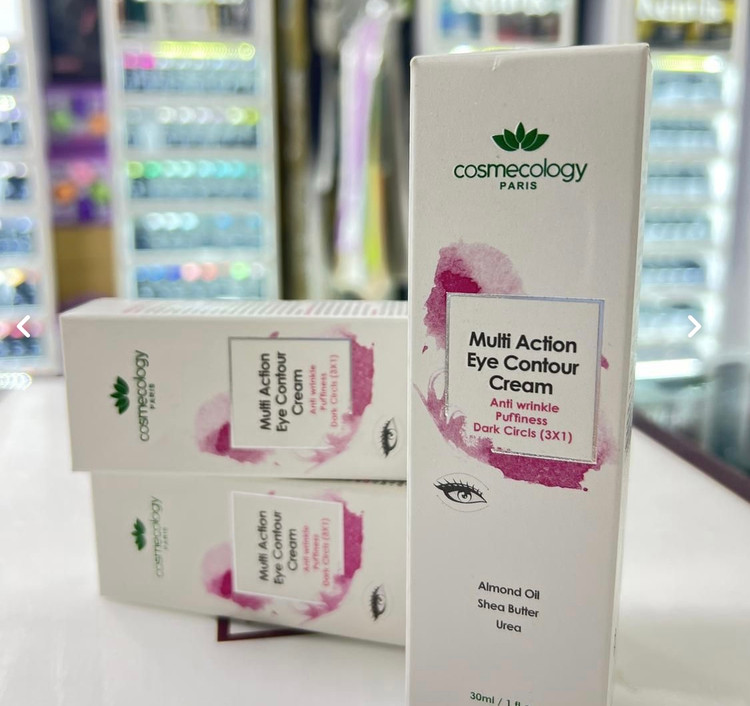 cosmecology
PARIS
Multi Action
Eye Contour
Cream
Anti wrinkle
Puffiness
Dark Circls (3X1)
Almond Oil
Shea Butter
Urea
30ml / 1 fl
cosmecology
PARIS
Multi Action
Eye Contour
Cream
Anti wrinkle
Puffiness
Dark Circls (3X1)
cosmecology
PARIS
Multi Action
Eye Contour
Cream
Anti wrinkle
Puffiness
Dark Circls (3X1)